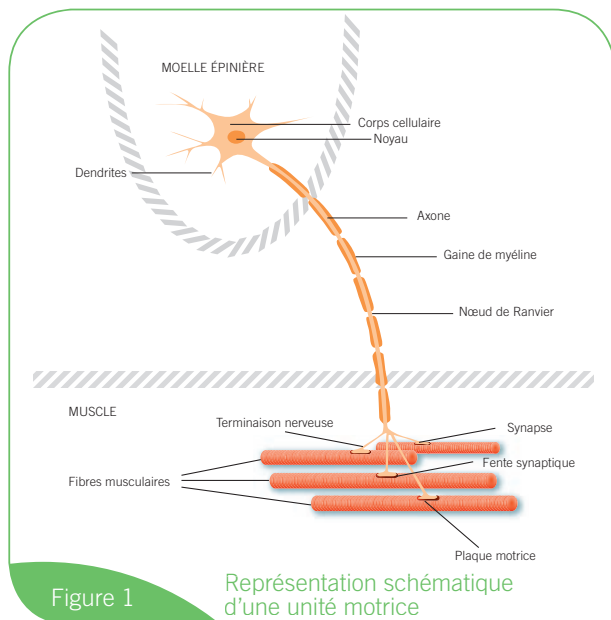 MOELLE ÉPINIÈRE
Corps cellulaire
Noyau
Dendrites
Axone
Gaine de myéline
Nœud de Ranvier
MUSCLE
Terminaison nerveuse
Synapse
Fente synaptique
Fibres musculaires
Plaque motrice
Figure 1
Représentation schématique
d'une unité motrice